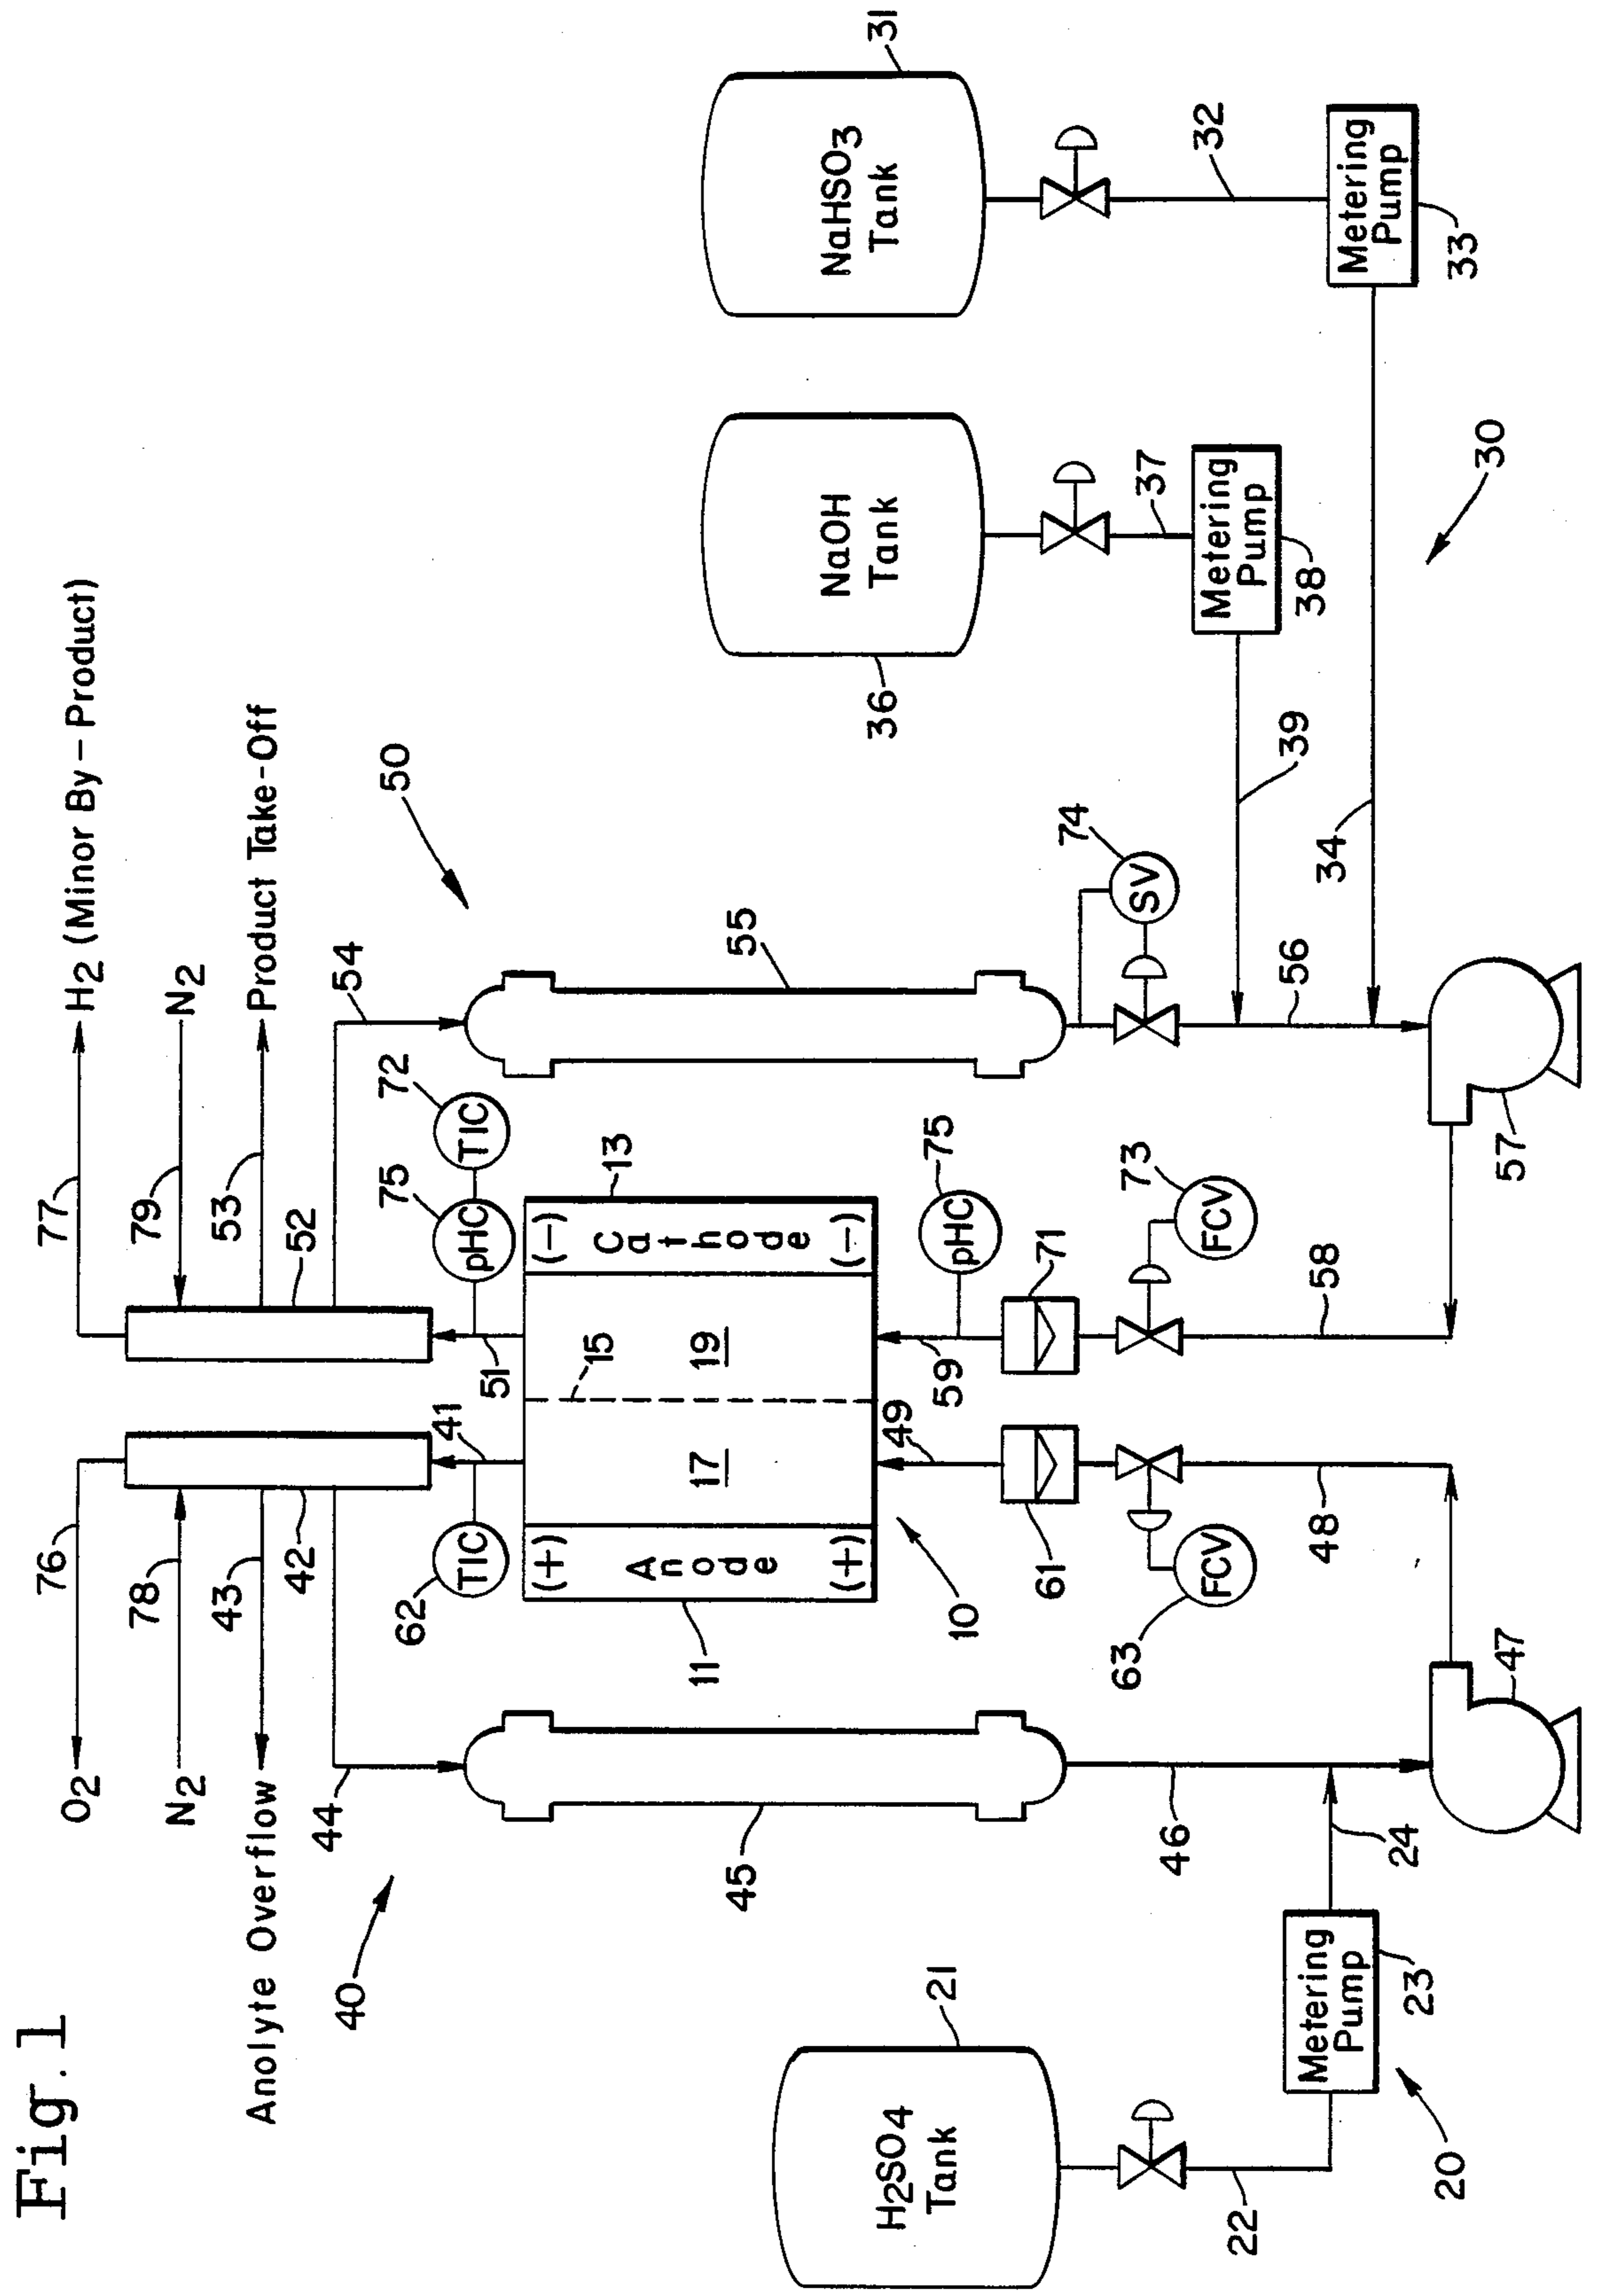 Fig. 1
76
O2
77
H2 (Minor By-Product)
78
N2
79
N2
43
Anolyte Overflow
53
Product Take-Off
42
52
44
54
40
50
41
51
62
TIC
75
pHC
72
TIC
45
55
11
(+)
Anode
(+)
17
15
19
(-)
Cathode
(-)
13
10
49
59
75
pHC
61
71
63
FCV
73
FCV
74
SV
48
58
46
56
H2SO4
Tank
21
22
Metering
Pump
23
24
20
47
57
NaOH
Tank
36
37
Metering
Pump
38
39
NaHSO3
Tank
31
32
Metering
Pump
33
34
30